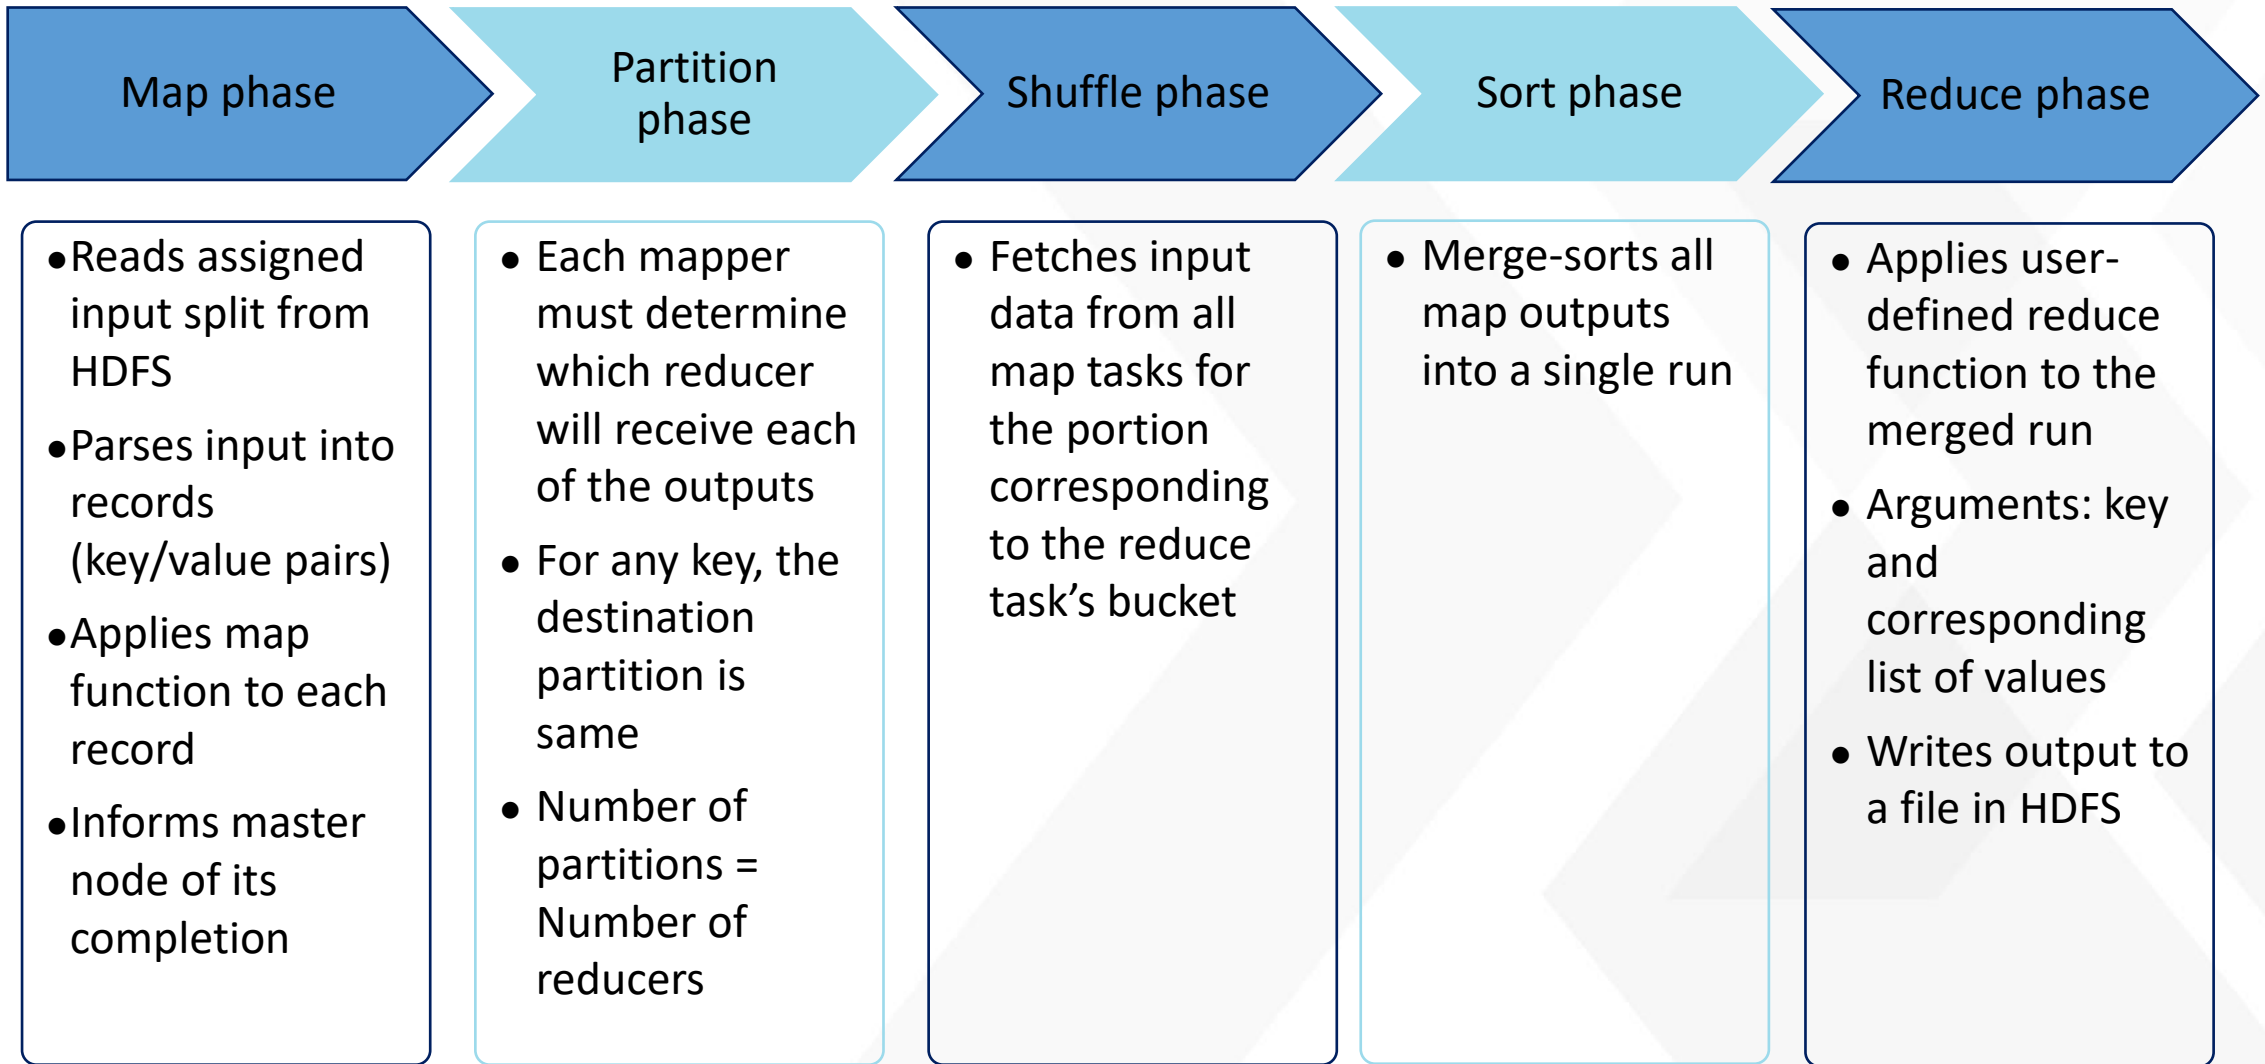 Map phase
Partition
phase
Shuffle phase
Sort phase
Reduce phase
●Reads assigned
input split from
HDFS
●Parses input into
records
(key/value pairs)
●Applies map
function to each
record
●Informs master
node of its
completion
● Each mapper
must determine
which reducer
will receive each
of the outputs
● For any key, the
destination
partition is
same
● Number of
partitions =
Number of
reducers
● Fetches input
data from all
map tasks for
the portion
corresponding
to the reduce
task’s bucket
● Merge-sorts all
map outputs
into a single run
● Applies user-
defined reduce
function to the
merged run
● Arguments: key
and
corresponding
list of values
● Writes output to
a file in HDFS